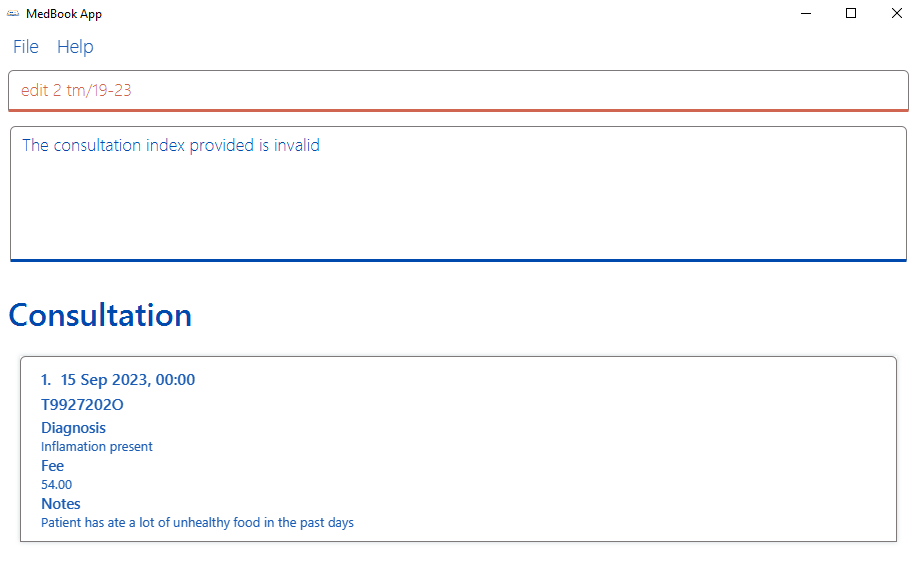 MedBook App
File Help
edit 2 tm/19-23
The consultation index provided is invalid
Consultation
1. 15 Sep 2023, 00:00
T9927202O
Diagnosis
Inflamation present
Fee
54.00
Notes
Patient has ate a lot of unhealthy food in the past days